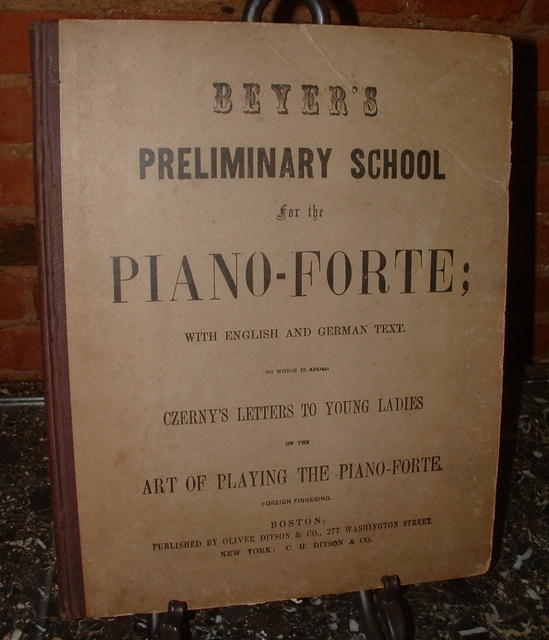 BEYER'S
PRELIMINARY SCHOOL
For the
PIANO-FORTE;
WITH ENGLISH AND GERMAN TEXT.
TO WHICH IS ADDED
CZERNY'S LETTERS TO YOUNG LADIES
ON THE
ART OF PLAYING THE PIANO-FORTE.
FOREIGN FINGERING.
BOSTON:
PUBLISHED BY OLIVER DITSON & CO., 277 WASHINGTON STREET.
NEW YORK: C. H. DITSON & CO.